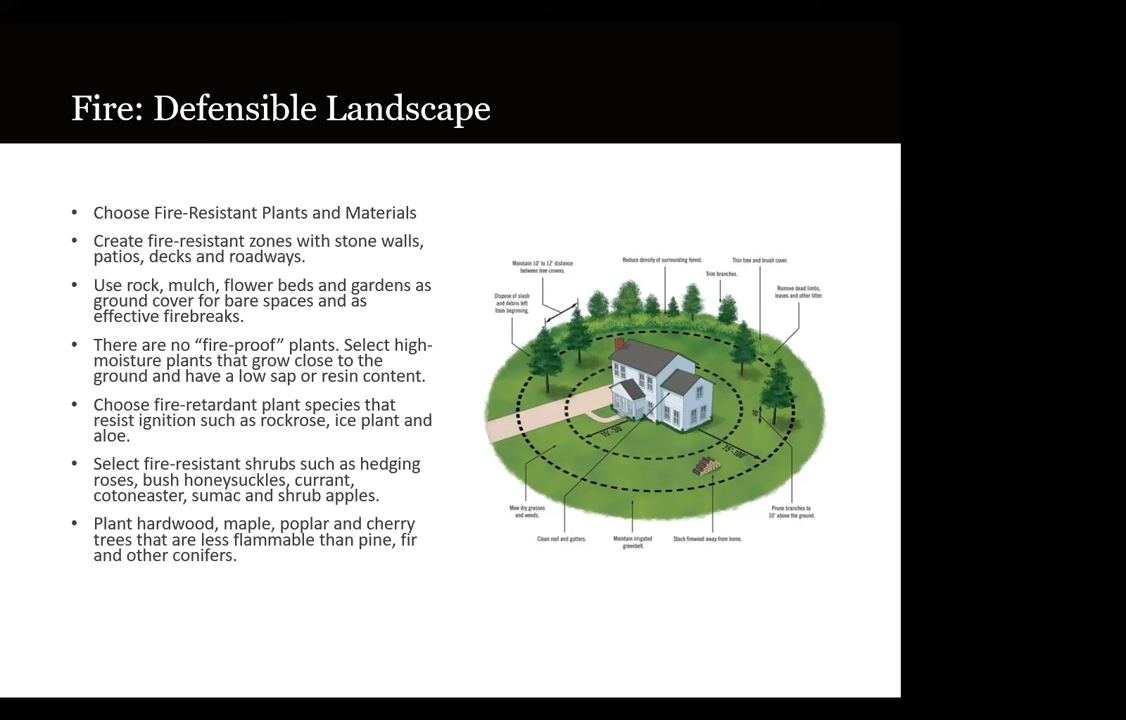 Fire: Defensible Landscape
• Choose Fire-Resistant Plants and Materials
• Create fire-resistant zones with stone walls,
patios, decks and roadways.
• Use rock, mulch, flower beds and gardens as
ground cover for bare spaces and as
effective firebreaks.
• There are no “fire-proof” plants. Select high-
moisture plants that grow close to the
ground and have a low sap or resin content.
• Choose fire-retardant plant species that
resist ignition such as rockrose, ice plant and
aloe.
• Select fire-resistant shrubs such as hedging
roses, bush honeysuckles, currant,
cotoneaster, sumac and shrub apples.
• Plant hardwood, maple, poplar and cherry
trees that are less flammable than pine, fir
and other conifers.
Maintain 10' to 12' distance
between tree crowns.
Reduce density of surrounding forest.
Thin tree and brush cover.
Trim branches.
Dispose of slash
and debris left
from beginning.
Remove dead limbs,
leaves and other litter.
10'
75'-100'
Mow dry grasses
and weeds.
Prune branches to
10' above the ground.
Clean roof and gutters.
Maintain irrigated
greenbelt.
Stack firewood away from home.